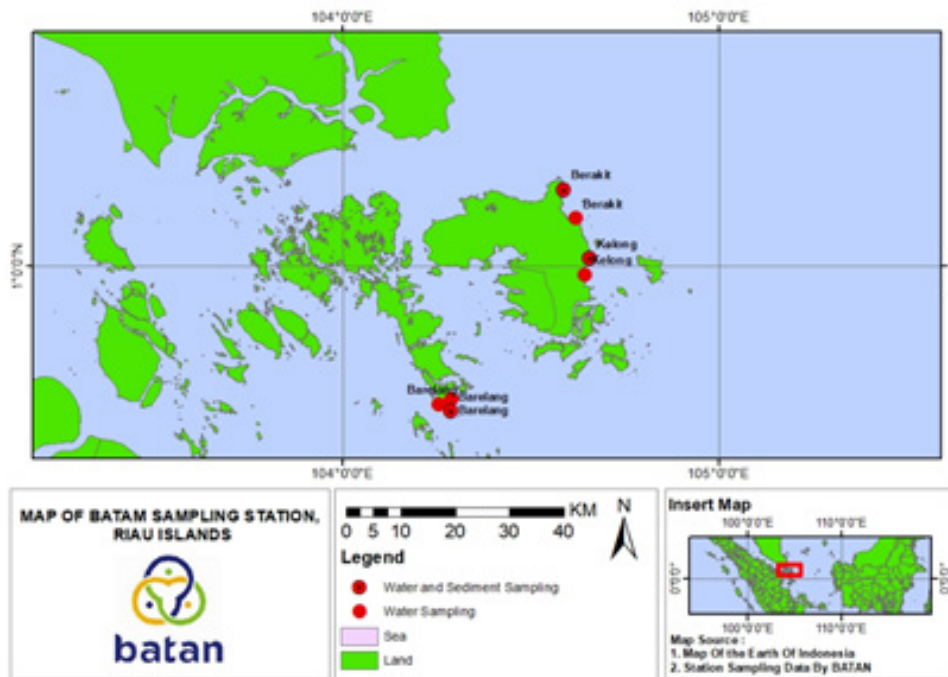 104°0'0"E 105°0'0"E
Berakit
Berakit
Kelong
Kelong
1°0'0"N
Barelang
Barelang
Barelang
104°0'0"E 105°0'0"E
MAP OF BATAM SAMPLING STATION,
RIAU ISLANDS
batan
KM
0 5 10 20 30 40
N
Legend
Water and Sediment Sampling
Water Sampling
Sea
Land
Insert Map
100°0'0"E 110°0'0"E
0°0'0" 0°0'0"
100°0'0"E 110°0'0"E
Map Source :
1. Map Of the Earth Of Indonesia
2. Station Sampling Data By BATAN